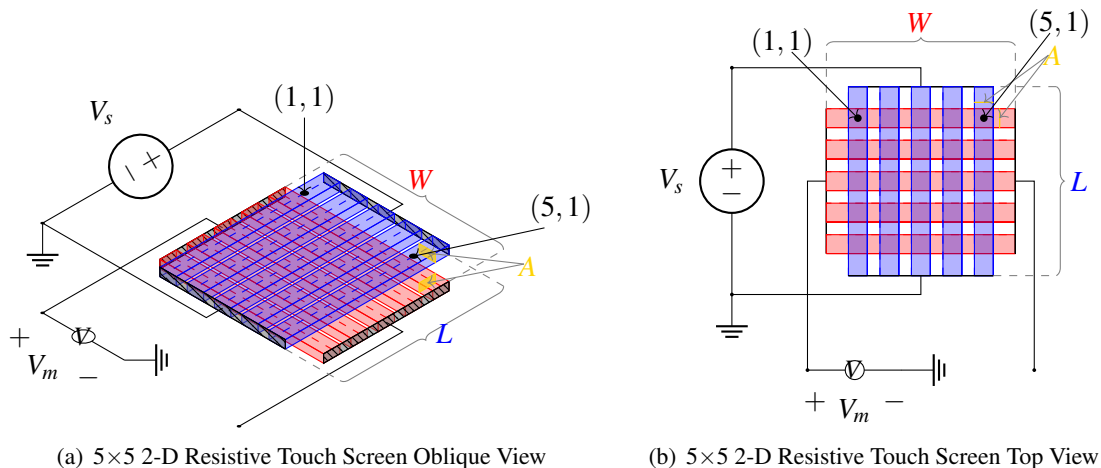 (1, 1)
V_s
+
−
W
(5, 1)
A
L
+
V
V_m
−
(a) 5×5 2-D Resistive Touch Screen Oblique View
W
(5, 1)
(1, 1)
A
V_s
+
−
L
V
+
V_m
−
(b) 5×5 2-D Resistive Touch Screen Top View